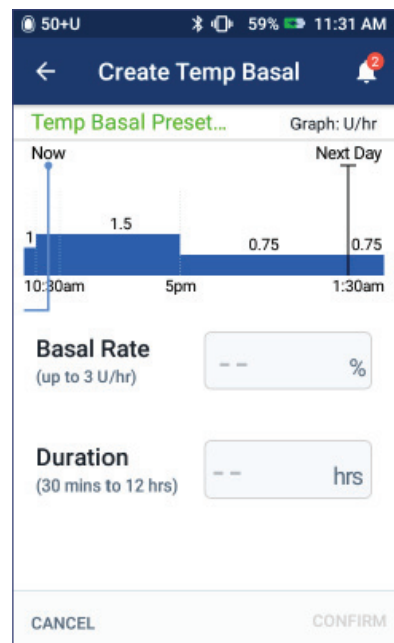 50+U 59% 11:31 AM
Create Temp Basal 2
Temp Basal Preset... Graph: U/hr
Now Next Day
1 1.5 0.75 0.75
10:30am 5pm 1:30am
Basal Rate
(up to 3 U/hr)
-- %
Duration
(30 mins to 12 hrs)
-- hrs
CANCEL CONFIRM